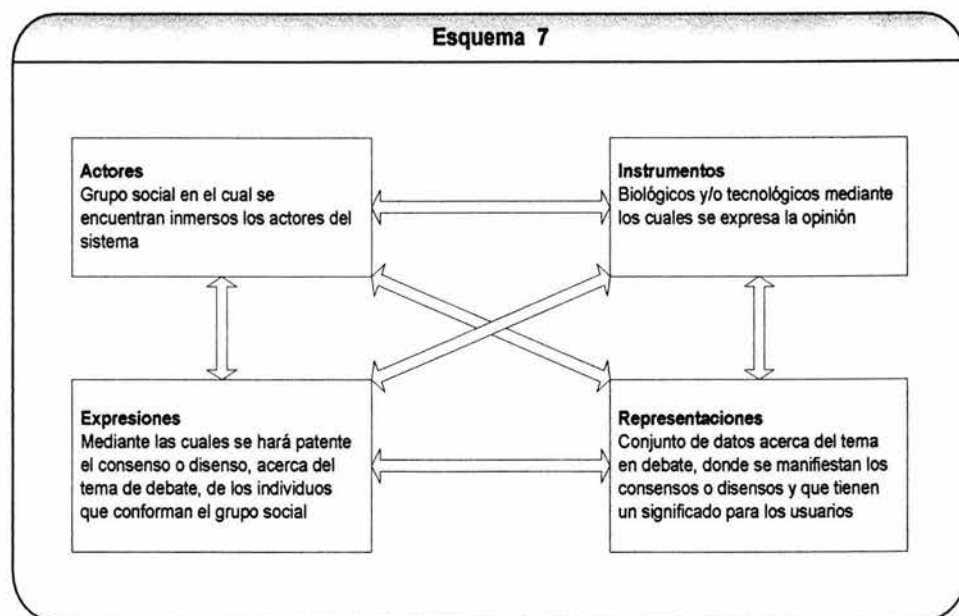 Esquema 7
Actores
Grupo social en el cual se
encuentran inmersos los actores del
sistema
Instrumentos
Biológicos y/o tecnológicos mediante
los cuales se expresa la opinión
Expresiones
Mediante las cuales se hará patente
el consenso o disenso, acerca del
tema de debate, de los individuos
que conforman el grupo social
Representaciones
Conjunto de datos acerca del tema
en debate, donde se manifiestan los
consensos o disensos y que tienen
un significado para los usuarios